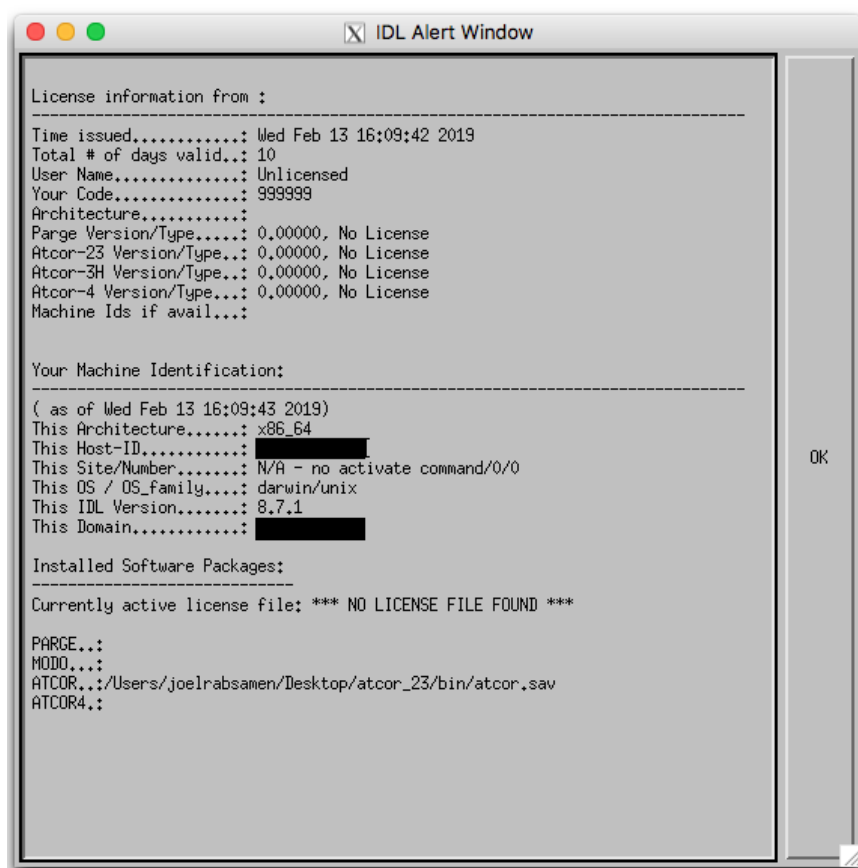 IDL Alert Window
License information from :
--------------------------------------------------------------------------------
Time issued............: Wed Feb 13 16:09:42 2019
Total # of days valid..: 10
User Name..............: Unlicensed
Your Code..............: 999999
Architecture...........:
Parge Version/Type.....: 0.00000, No License
Atcor-23 Version/Type..: 0.00000, No License
Atcor-3H Version/Type..: 0.00000, No License
Atcor-4 Version/Type...: 0.00000, No License
Machine Ids if avail...:
Your Machine Identification:
--------------------------------------------------------------------------------
( as of Wed Feb 13 16:09:43 2019)
This Architecture......: x86_64
This Host-ID...........:
This Site/Number.......: N/A - no activate command/0/0
This OS / OS_family....: darwin/unix
This IDL Version.......: 8.7.1
This Domain............:
OK
Installed Software Packages:
-----------------------------
Currently active license file: *** NO LICENSE FILE FOUND ***
PARGE..:
MODO...:
ATCOR..:/Users/joelrabsamen/Desktop/atcor_23/bin/atcor.sav
ATCOR4.: